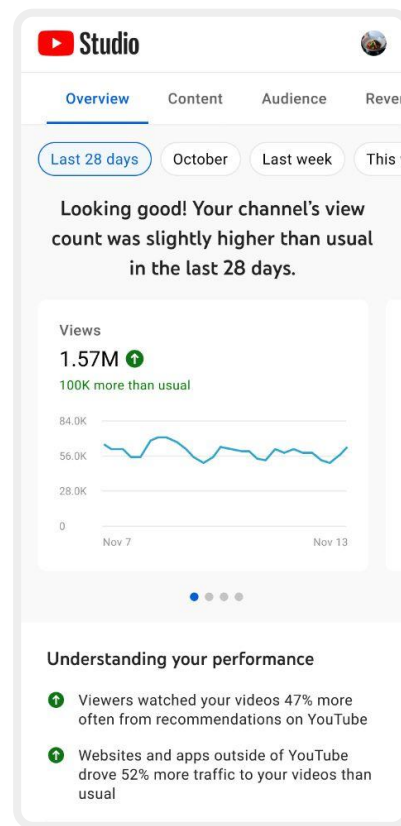 Studio
Overview Content Audience Rever
Last 28 days October Last week This
Looking good! Your channel's view
count was slightly higher than usual
in the last 28 days.
Views
1.57M
100K more than usual
84.0K
56.0K
28.0K
0
Nov 7 Nov 13
Understanding your performance
Viewers watched your videos 47% more
often from recommendations on YouTube
Websites and apps outside of YouTube
drove 52% more traffic to your videos than
usual